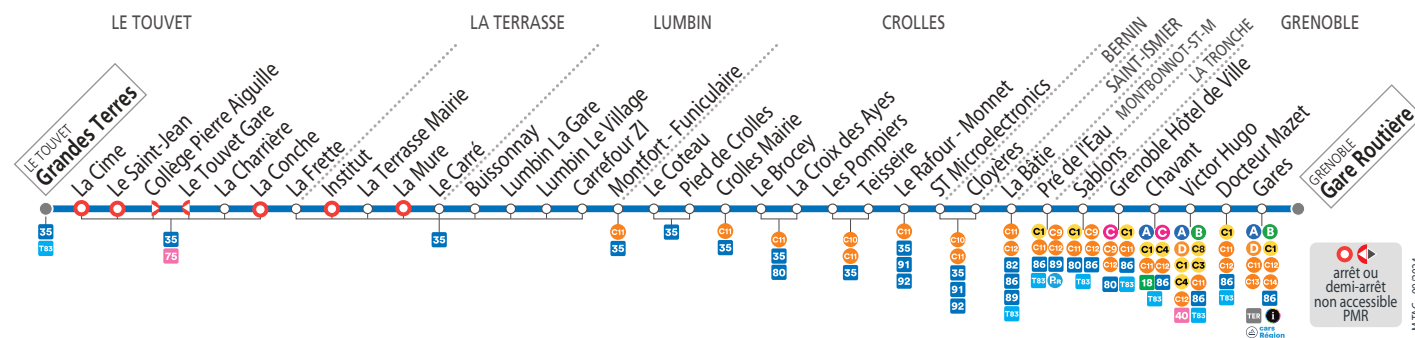 LE TOUVET
LA TERRASSE
LUMBIN
CROLLES
BERNIN
SAINT-ISMIER
MONTBONNOT-ST-M
LA TRONCHE
GRENOBLE
LE TOUVET
Grandes Terres
La Cime
Le Saint-Jean
Collège Pierre Aiguille
Le Touvet Gare
La Charrière
La Conche
La Frette
Institut
La Terrasse Mairie
La Mure
Le Carré
Buissonnay
Lumbin La Gare
Lumbin Le Village
Carrefour ZI
Montfort - Funiculaire
Le Coteau
Pied de Crolles
Crolles Mairie
Le Brocey
La Croix des Ayes
Les Pompiers
Teisseire
Le Rafour - Monnet
ST Microelectronics
Cloyères
La Bâtie
Pré de l'Eau
Sablons
Grenoble Hôtel de Ville
Chavant
Victor Hugo
Docteur Mazet
Gares
GRENOBLE
Gare Routière
35
T83
35
75
35
C11
35
35
C11
35
C11
35
80
C10
C11
35
C11
35
91
92
C10
C11
35
91
92
C11
C12
82
86
89
T83
C1 C9
C12 C11
86 89
T83 P+R
C1 C9
C11 C12
80 86
T83
C C1
C9 C11
C12 86
80 T83
A C
C1 C4
C11 C12
18 86
T83
A B
D C8
C1 C3
C4 C11
C12 86
40 T83
C1
C11
C12
86
T83
A B
D C1
C11 C12
C13 C14
86
TER i
cars
Région
arrêt ou
demi-arrêt
non accessible
PMR